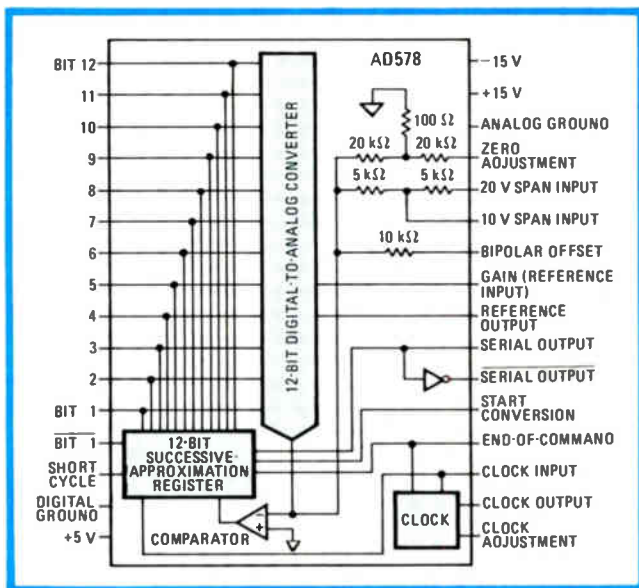 AD578
BIT 12
11
10
9
8
7
6
5
4
3
2
BIT 1
BIT 1
SHORT
CYCLE
DIGITAL
GROUND
+5 V
12-BIT DIGITAL-TO-ANALOG CONVERTER
12-BIT
SUCCESSIVE-
APPROXIMATION
REGISTER
COMPARATOR
CLOCK
100 Ω
20 kΩ
20 kΩ
5 kΩ
5 kΩ
10 kΩ
−15 V
+15 V
ANALOG GROUND
ZERO
ADJUSTMENT
20 V SPAN INPUT
10 V SPAN INPUT
BIPOLAR OFFSET
GAIN (REFERENCE
INPUT)
REFERENCE
OUTPUT
SERIAL OUTPUT
SERIAL OUTPUT
START
CONVERSION
END-OF-COMMAND
CLOCK INPUT
CLOCK OUTPUT
CLOCK
ADJUSTMENT